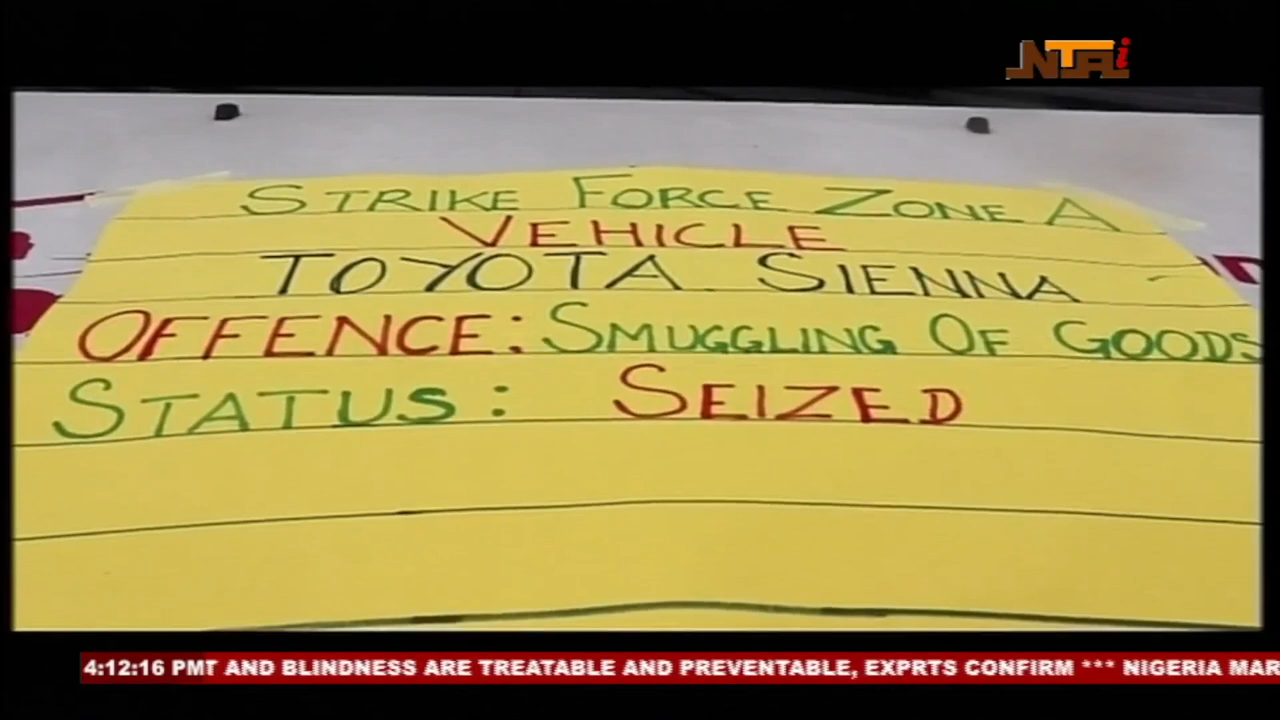 NTAi
STRIKE FORCE ZONE A
VEHICLE
TOYOTA SIENNA
OFFENCE: SMUGGLING OF GOODS
STATUS: SEIZED
4:12:16 PM T AND BLINDNESS ARE TREATABLE AND PREVENTABLE, EXPRTS CONFIRM *** NIGERIA MAR